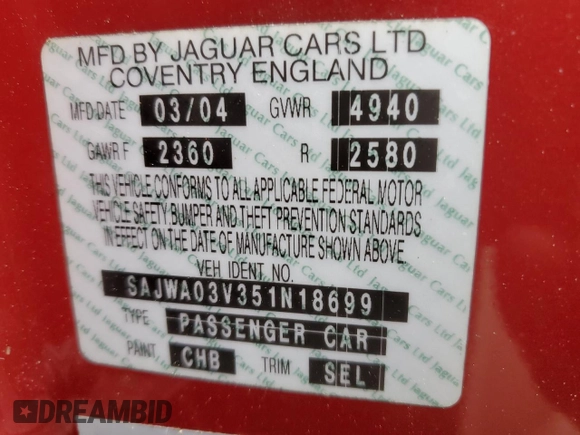 MFD BY JAGUAR CARS LTD
COVENTRY ENGLAND
MFD DATE 03/04 GVWR 4940
GAWR F 2360 R 2580
THIS VEHICLE CONFORMS TO ALL APPLICABLE FEDERAL MOTOR
VEHICLE SAFETY BUMPER AND THEFT PREVENTION STANDARDS
IN EFFECT ON THE DATE OF MANUFACTURE SHOWN ABOVE.
VEH IDENT. NO.
SAJWA03V351N18699
TYPE PASSENGER CAR
PAINT CHB TRIM SEL
DREAMBID